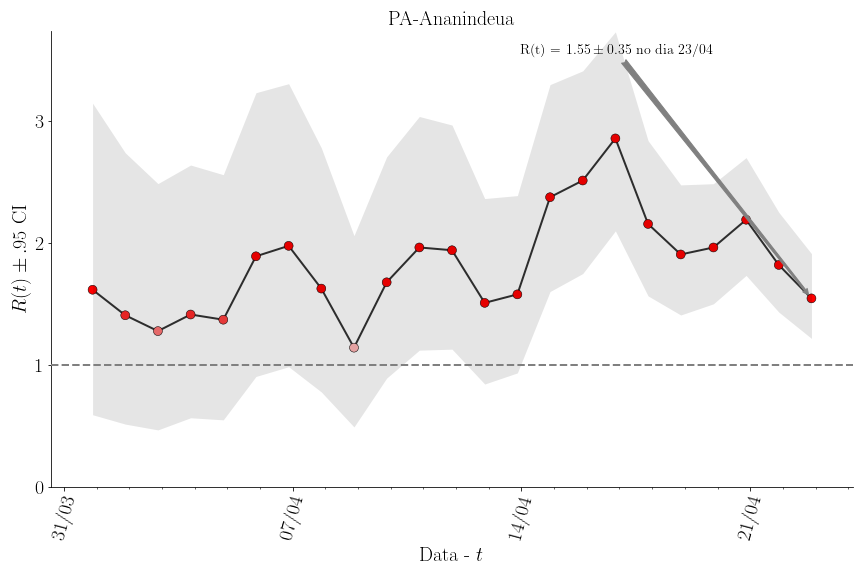 PA-Ananindeua
R(t) = 1.55 ± 0.35 no dia 23/04
R(t) ± .95 CI
3
2
1
0
31/03
07/04
14/04
21/04
Data - t